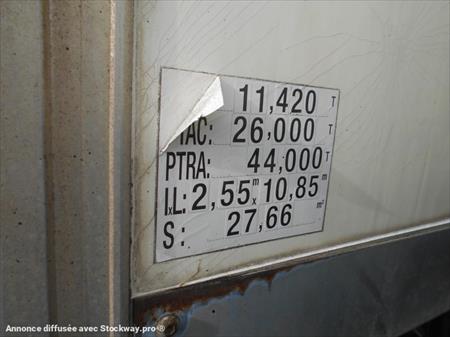 11,420 T
TAC: 26,000 T
PTRA: 44,000 T
lxL: 2,55 m x 10,85 m
S: 27,66 m²
Annonce diffusée avec Stockway.pro®